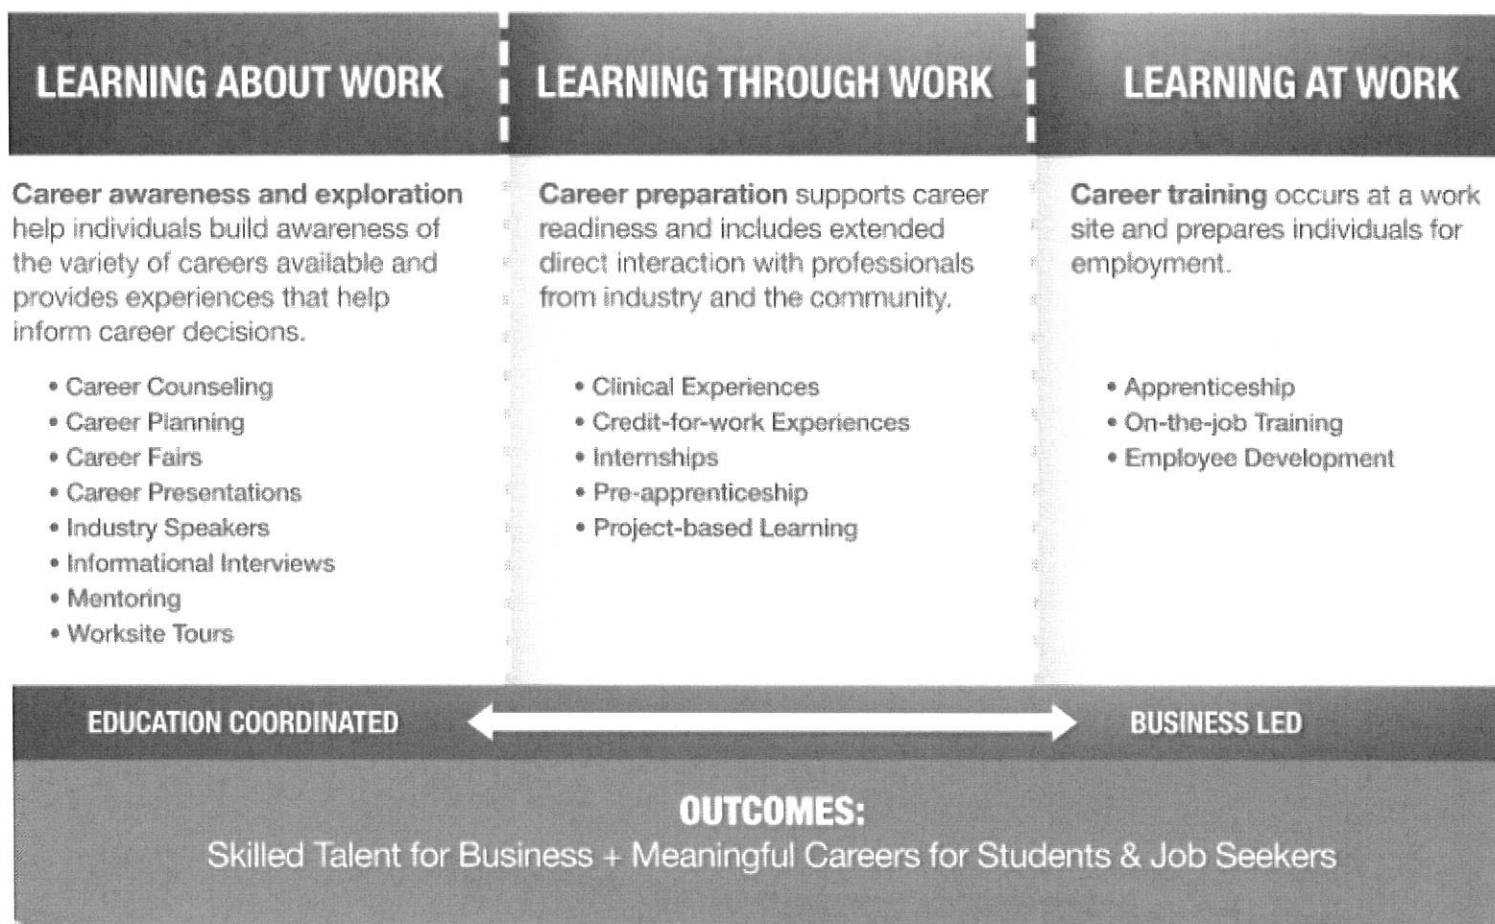 LEARNING ABOUT WORK
Career awareness and exploration
help individuals build awareness of
the variety of careers available and
provides experiences that help
inform career decisions.
• Career Counseling
• Career Planning
• Career Fairs
• Career Presentations
• Industry Speakers
• Informational Interviews
• Mentoring
• Worksite Tours
LEARNING THROUGH WORK
Career preparation supports career
readiness and includes extended
direct interaction with professionals
from industry and the community.
• Clinical Experiences
• Credit-for-work Experiences
• Internships
• Pre-apprenticeship
• Project-based Learning
LEARNING AT WORK
Career training occurs at a work
site and prepares individuals for
employment.
• Apprenticeship
• On-the-job Training
• Employee Development
EDUCATION COORDINATED
BUSINESS LED
OUTCOMES:
Skilled Talent for Business + Meaningful Careers for Students & Job Seekers